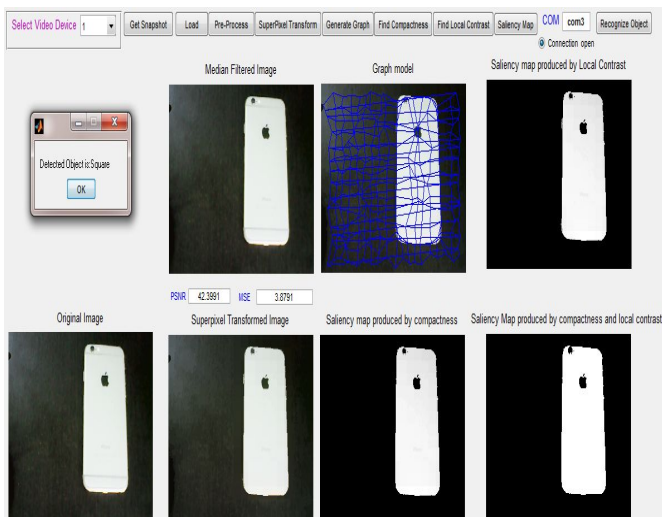 Select Video Device 1 Get Snapshot Load Pre-Process SuperPixel Transform Generate Graph Find Compactness Find Local Contrast Saliency Map COM com3 Recognize Object
Connection open
Median Filtered Image
Graph model
Saliency map produced by Local Contrast
Detected Object is:Square
OK
PSNR 42.3991 MSE 3.8791
Original Image
Superpixel Transformed Image
Saliency map produced by compactness
Saliency Map produced by compactness and local contrast